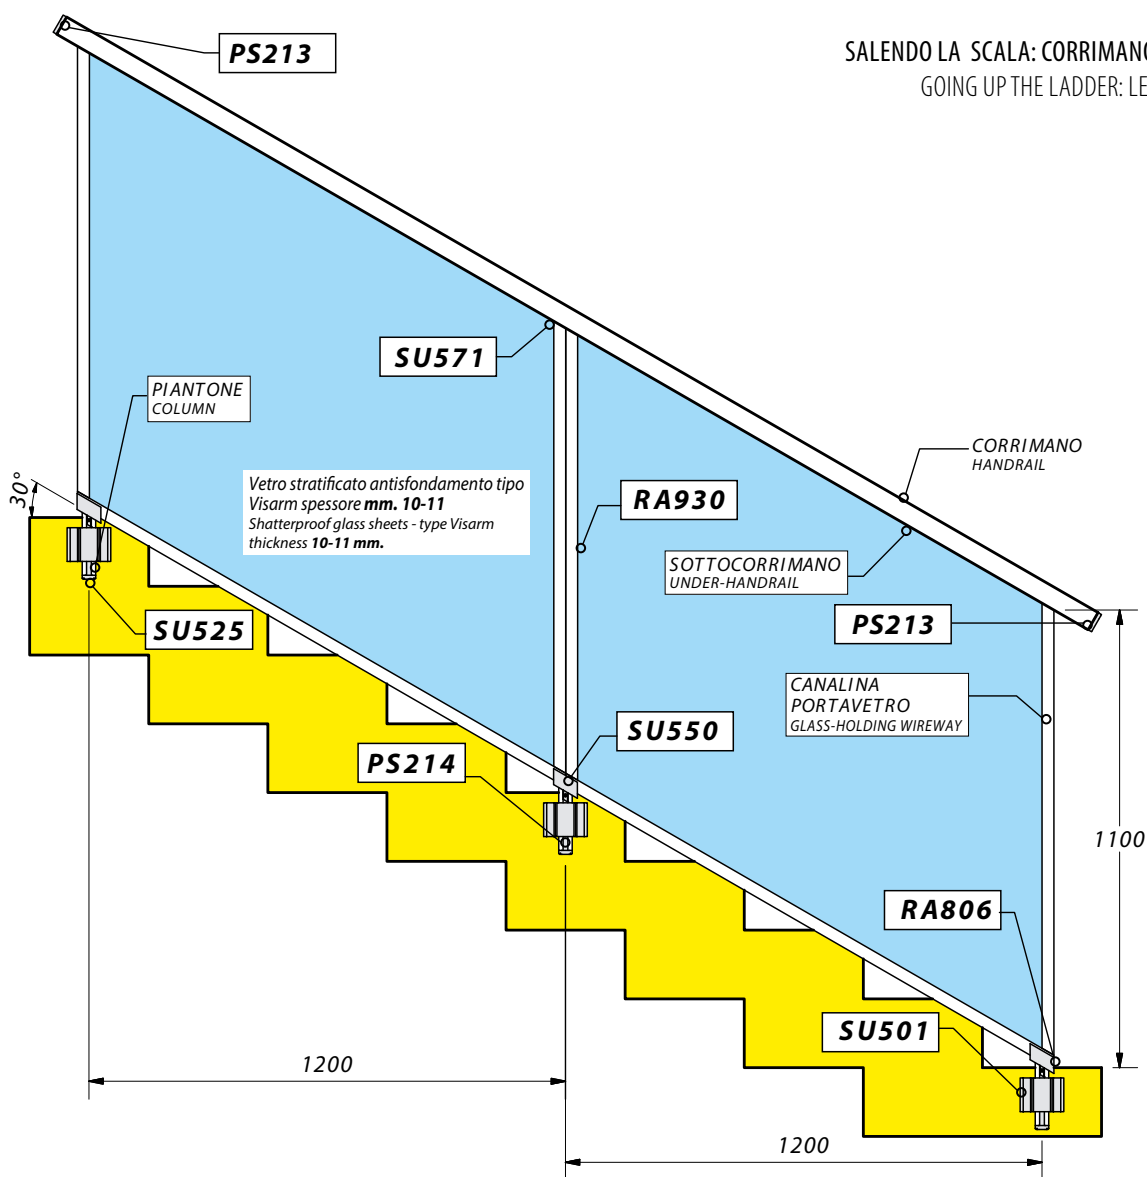 SALENDO LA SCALA: CORRIMANO
GOING UP THE LADDER: LE
PS213
SU571
PIANTONE
COLUMN
CORRIMANO
HANDRAIL
30°
Vetro stratificato antisfondamento tipo
Visarm spessore mm. 10-11
Shatterproof glass sheets - type Visarm
thickness 10-11 mm.
RA930
SOTTOCORRIMANO
UNDER-HANDRAIL
SU525
PS213
CANALINA
PORTAVETRO
GLASS-HOLDING WIREWAY
SU550
PS214
1100
RA806
SU501
1200
1200